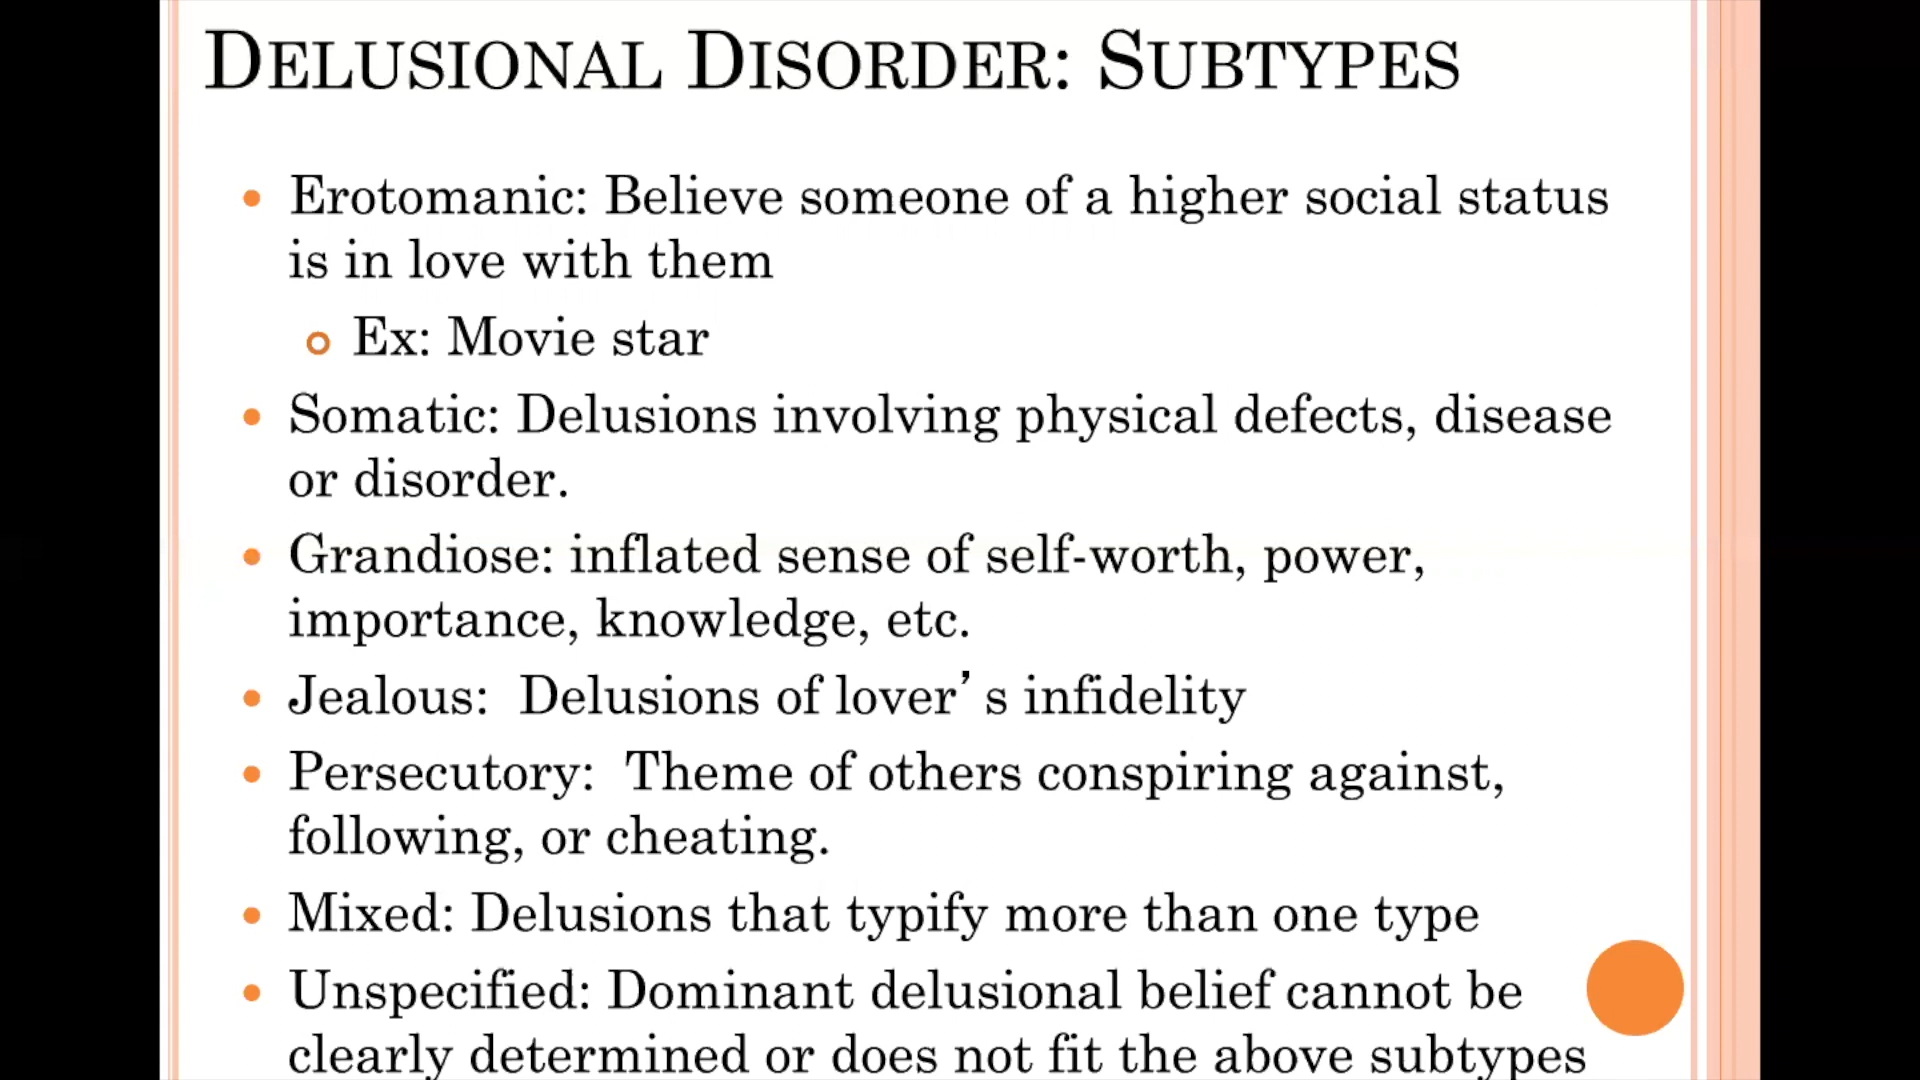 Delusional Disorder: Subtypes
Erotomanic: Believe someone of a higher social status
is in love with them
Ex: Movie star
Somatic: Delusions involving physical defects, disease
or disorder.
Grandiose: inflated sense of self-worth, power,
importance, knowledge, etc.
Jealous:  Delusions of lover’s infidelity
Persecutory:  Theme of others conspiring against,
following, or cheating.
Mixed: Delusions that typify more than one type
Unspecified: Dominant delusional belief cannot be
clearly determined or does not fit the above subtypes